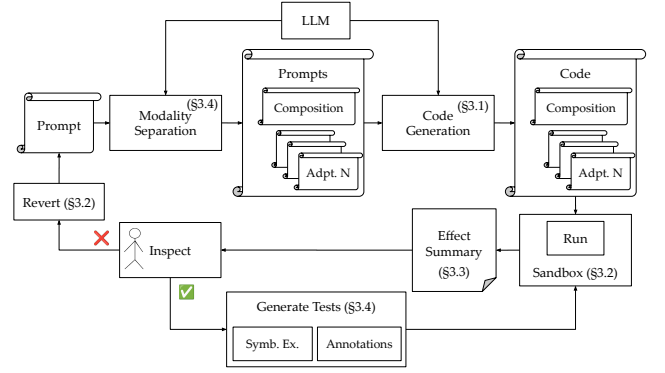 LLM
Prompt
(§3.4)
Modality
Separation
Prompts
Composition
Adpt. N
(§3.1)
Code
Generation
Code
Composition
Adpt. N
Revert (§3.2)
Inspect
Effect
Summary
(§3.3)
Run
Sandbox (§3.2)
Generate Tests (§3.4)
Symb. Ex.
Annotations